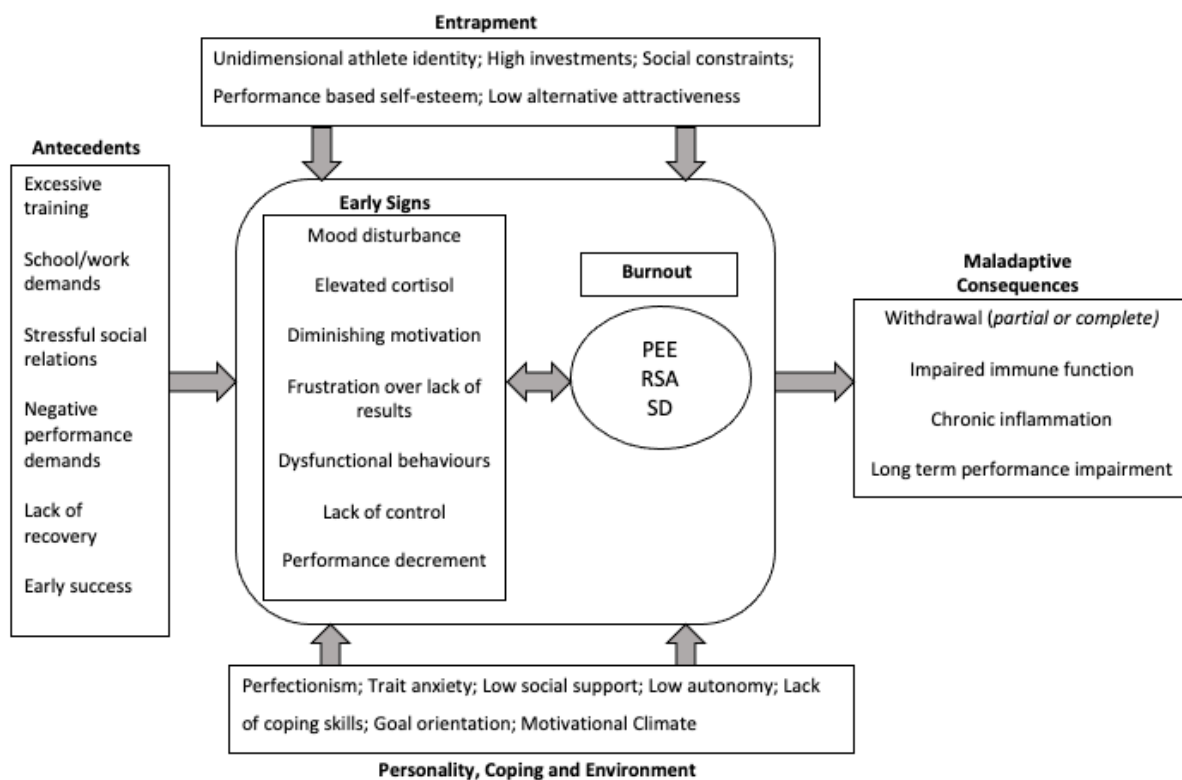 Entrapment
Unidimensional athlete identity; High investments; Social constraints;
Performance based self-esteem; Low alternative attractiveness
Antecedents
Excessive
training
School/work
demands
Stressful social
relations
Negative
performance
demands
Lack of
recovery
Early success
Early Signs
Mood disturbance
Elevated cortisol
Diminishing motivation
Frustration over lack of
results
Dysfunctional behaviours
Lack of control
Performance decrement
Burnout
PEE
RSA
SD
Maladaptive
Consequences
Withdrawal (partial or complete)
Impaired immune function
Chronic inflammation
Long term performance impairment
Perfectionism; Trait anxiety; Low social support; Low autonomy; Lack
of coping skills; Goal orientation; Motivational Climate
Personality, Coping and Environment